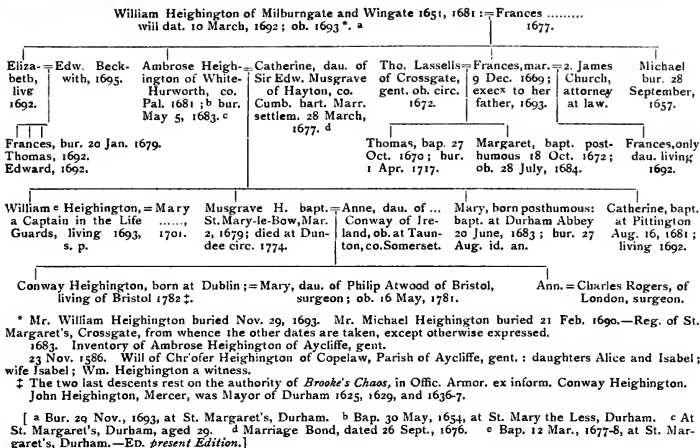 William Heighington of Milburngate and Wingate 1651, 1681 : = Frances .........
will dat. 10 March, 1692 ; ob. 1693 *. a 1677.
Eliza- = Edw. Beck- Ambrose Heigh- = Catherine, dau. of Tho. Lassells = Frances, mar. = 2. James Michael
beth, with, 1695. ington of White- Sir Edw. Musgrave of Crossgate, 9 Dec. 1669 ; Church, bur. 28
livg Hurworth, co. of Hayton, co. gent. ob. circ. execx to her attorney September,
1692. Pal. 1681 ; b bur. Cumb. bart. Marr. 1672. father, 1693. at law. 1657.
May 5, 1683. c settlem. 28 March,
1677. d
Frances, bur. 20 Jan. 1679. Thomas, bap. 27 Margaret, bapt. post- Frances, only
Thomas, 1692. Oct. 1670 ; bur. humous 18 Oct. 1672 ; dau. living
Edward, 1692. 1 Apr. 1717. ob. 28 July, 1684. 1692.
William e Heighington, = Mary Musgrave H. bapt. = Anne, dau. of ... Mary, born posthumous: Catherine, bapt.
a Captain in the Life ......, St. Mary-le-Bow, Mar. Conway of Ire- bapt. at Durham Abbey at Pittington
Guards, living 1693, 1701. 2, 1679 ; died at Dun- land, ob. at Taun- 20 June, 1683 ; bur. 27 Aug. 16, 1681 ;
s. p. dee circ. 1774. ton, co. Somerset. Aug. id. an. living 1692.
Conway Heighington, born at Dublin ; = Mary, dau. of Philip Atwood of Bristol, Ann. = Charles Rogers, of
living of Bristol 1782 ‡. surgeon ; ob. 16 May, 1781. London, surgeon.
* Mr. William Heighington buried Nov. 29, 1693. Mr. Michael Heighington buried 21 Feb. 1690.—Reg. of St.
Margaret's, Crossgate, from whence the other dates are taken, except otherwise expressed.
1683. Inventory of Ambrose Heighington of Aycliffe, gent.
23 Nov. 1586. Will of Chr'ofer Heighington of Copelaw, Parish of Aycliffe, gent. : daughters Alice and Isabel ;
wife Isabel ; Wm. Heighington a witness.
‡ The two last descents rest on the authority of Brooke's Chaos, in Offic. Armor. ex inform. Conway Heighington.
John Heighington, Mercer, was Mayor of Durham 1625, 1629, and 1636-7.
[ a Bur. 29 Nov., 1693, at St. Margaret's, Durham. b Bap. 30 May, 1654, at St. Mary the Less, Durham. c At
St. Margaret's, Durham, aged 29. d Marriage Bond, dated 26 Sept., 1676. e Bap. 12 Mar., 1677-8, at St. Mar-
garet's, Durham.—ED. present Edition.]